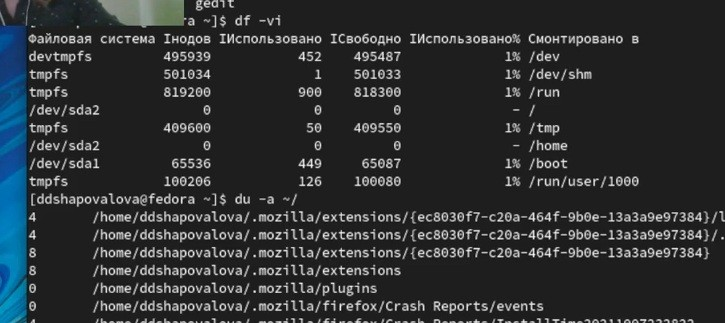 gedit
fedora ~]$ df -vi
Файловая система Iнодов IИспользовано IСвободно IИспользовано% Cмонтировано в
devtmpfs 495939 452 495487 1% /dev
tmpfs 501034 1 501033 1% /dev/shm
tmpfs 819200 900 818300 1% /run
/dev/sda2 0 0 0 - /
tmpfs 409600 50 409550 1% /tmp
/dev/sda2 0 0 0 - /home
/dev/sda1 65536 449 65087 1% /boot
tmpfs 100206 126 100080 1% /run/user/1000
[ddshapovalova@fedora ~]$ du -a ~/
4 /home/ddshapovalova/.mozilla/extensions/{ec8030f7-c20a-464f-9b0e-13a3a9e97384}/
4 /home/ddshapovalova/.mozilla/extensions/{ec8030f7-c20a-464f-9b0e-13a3a9e97384}/.
8 /home/ddshapovalova/.mozilla/extensions/{ec8030f7-c20a-464f-9b0e-13a3a9e97384}
8 /home/ddshapovalova/.mozilla/extensions
0 /home/ddshapovalova/.mozilla/plugins
0 /home/ddshapovalova/.mozilla/firefox/Crash Reports/events